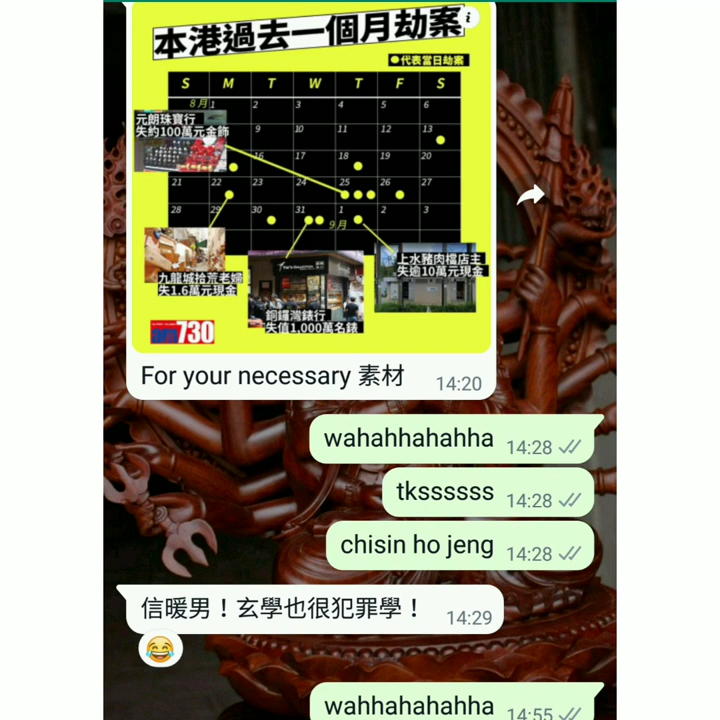 本港過去一個月劫案
代表當日劫案
S M T W T F S
8月 1 2 3 4 5 6
元朗珠寶行
失約100萬元金飾
9 10 11 12 13
16 17 18 19 20
21 22 23 24 25 26 27
28 29 30 31 1 2 3
9月
九龍城拾荒老婦
失1.6萬元現金
銅鑼灣錶行
失值1,000萬名錶
上水豬肉檔店主
失逾10萬元現金
am730
For your necessary 素材
14:20
wahahhahahha 14:28
tkssssss 14:28
chisin ho jeng 14:28
信暖男！玄學也很犯罪學！ 14:29
wahhahahahha 14:55